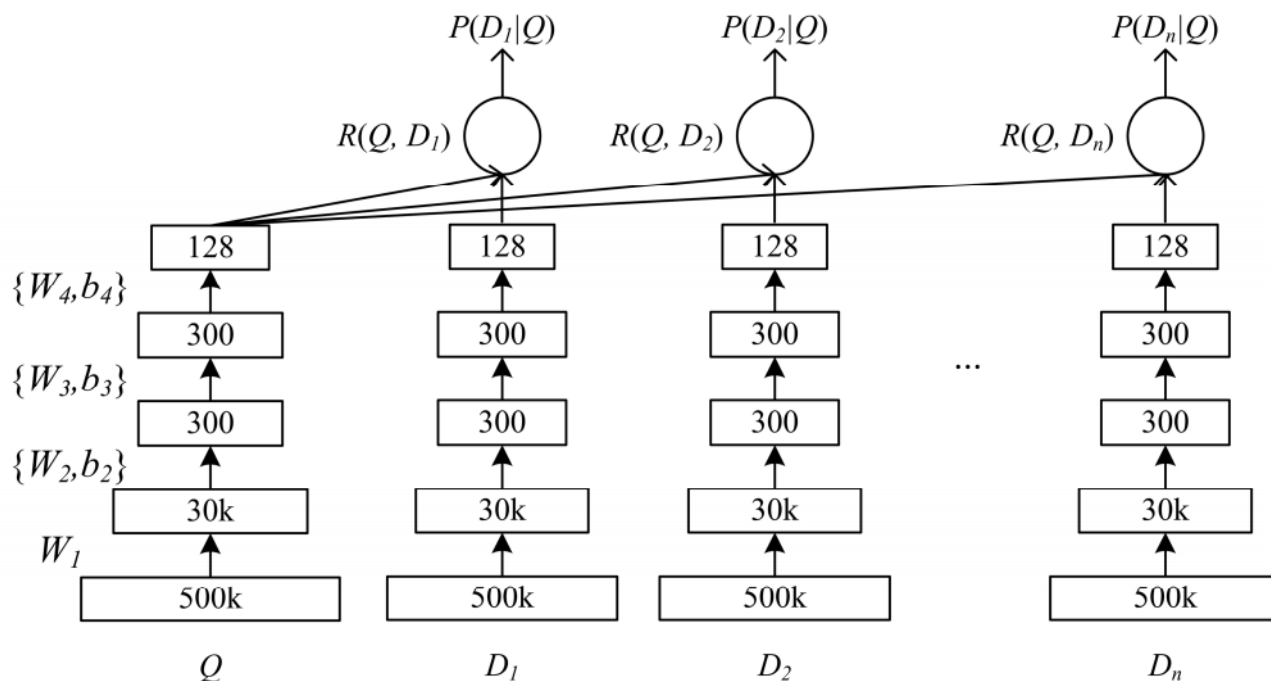 P(D1|Q) P(D2|Q) P(Dn|Q)
R(Q, D1) R(Q, D2) R(Q, Dn)
128 128 128 128
{W4,b4}
300 300 300 300
{W3,b3}
... 
300 300 300 300
{W2,b2}
30k 30k 30k 30k
W1
500k 500k 500k 500k
Q D1 D2 Dn